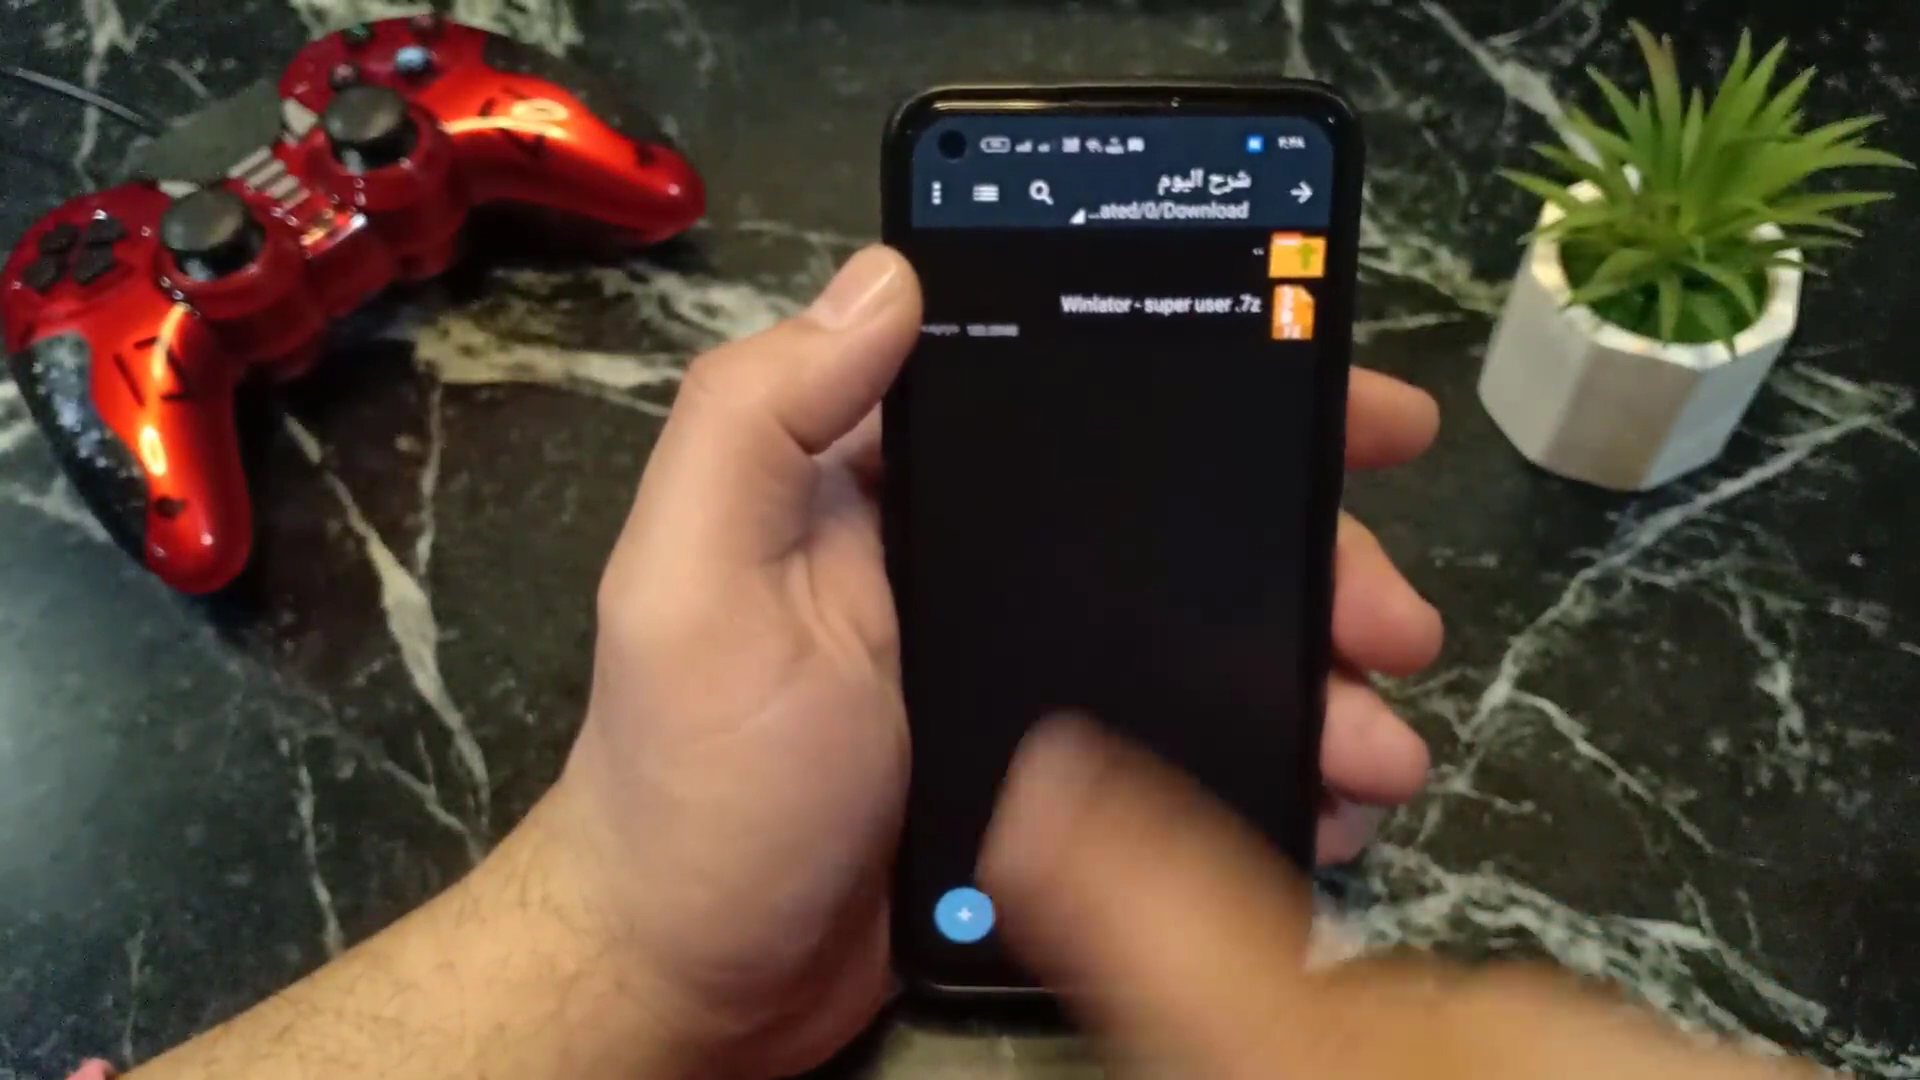 شرح اليوم
...ated/0/Download
..
Winlator - super user .7z